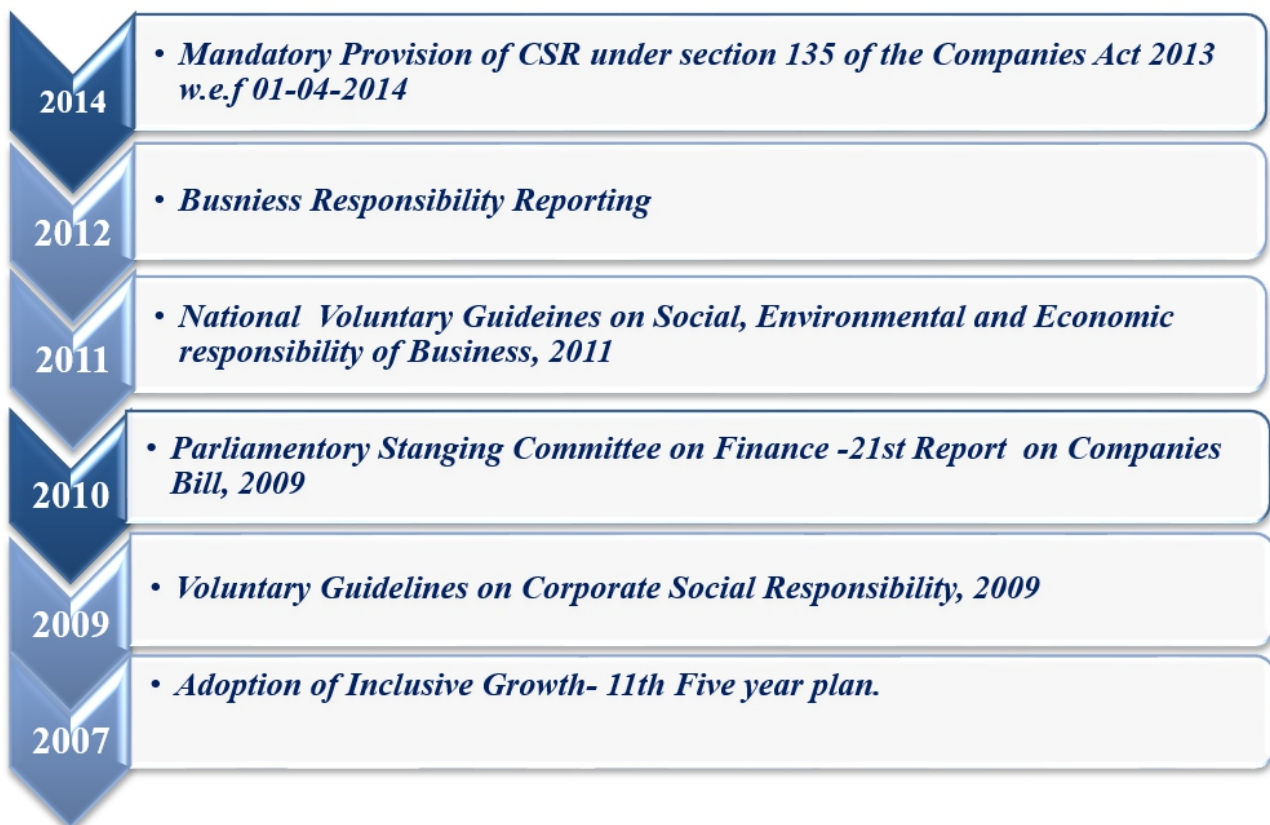 2014
• Mandatory Provision of CSR under section 135 of the Companies Act 2013
w.e.f 01-04-2014
2012
• Busniess Responsibility Reporting
2011
• National Voluntary Guideines on Social, Environmental and Economic
responsibility of Business, 2011
2010
• Parliamentory Stanging Committee on Finance -21st Report on Companies
Bill, 2009
2009
• Voluntary Guidelines on Corporate Social Responsibility, 2009
2007
• Adoption of Inclusive Growth- 11th Five year plan.